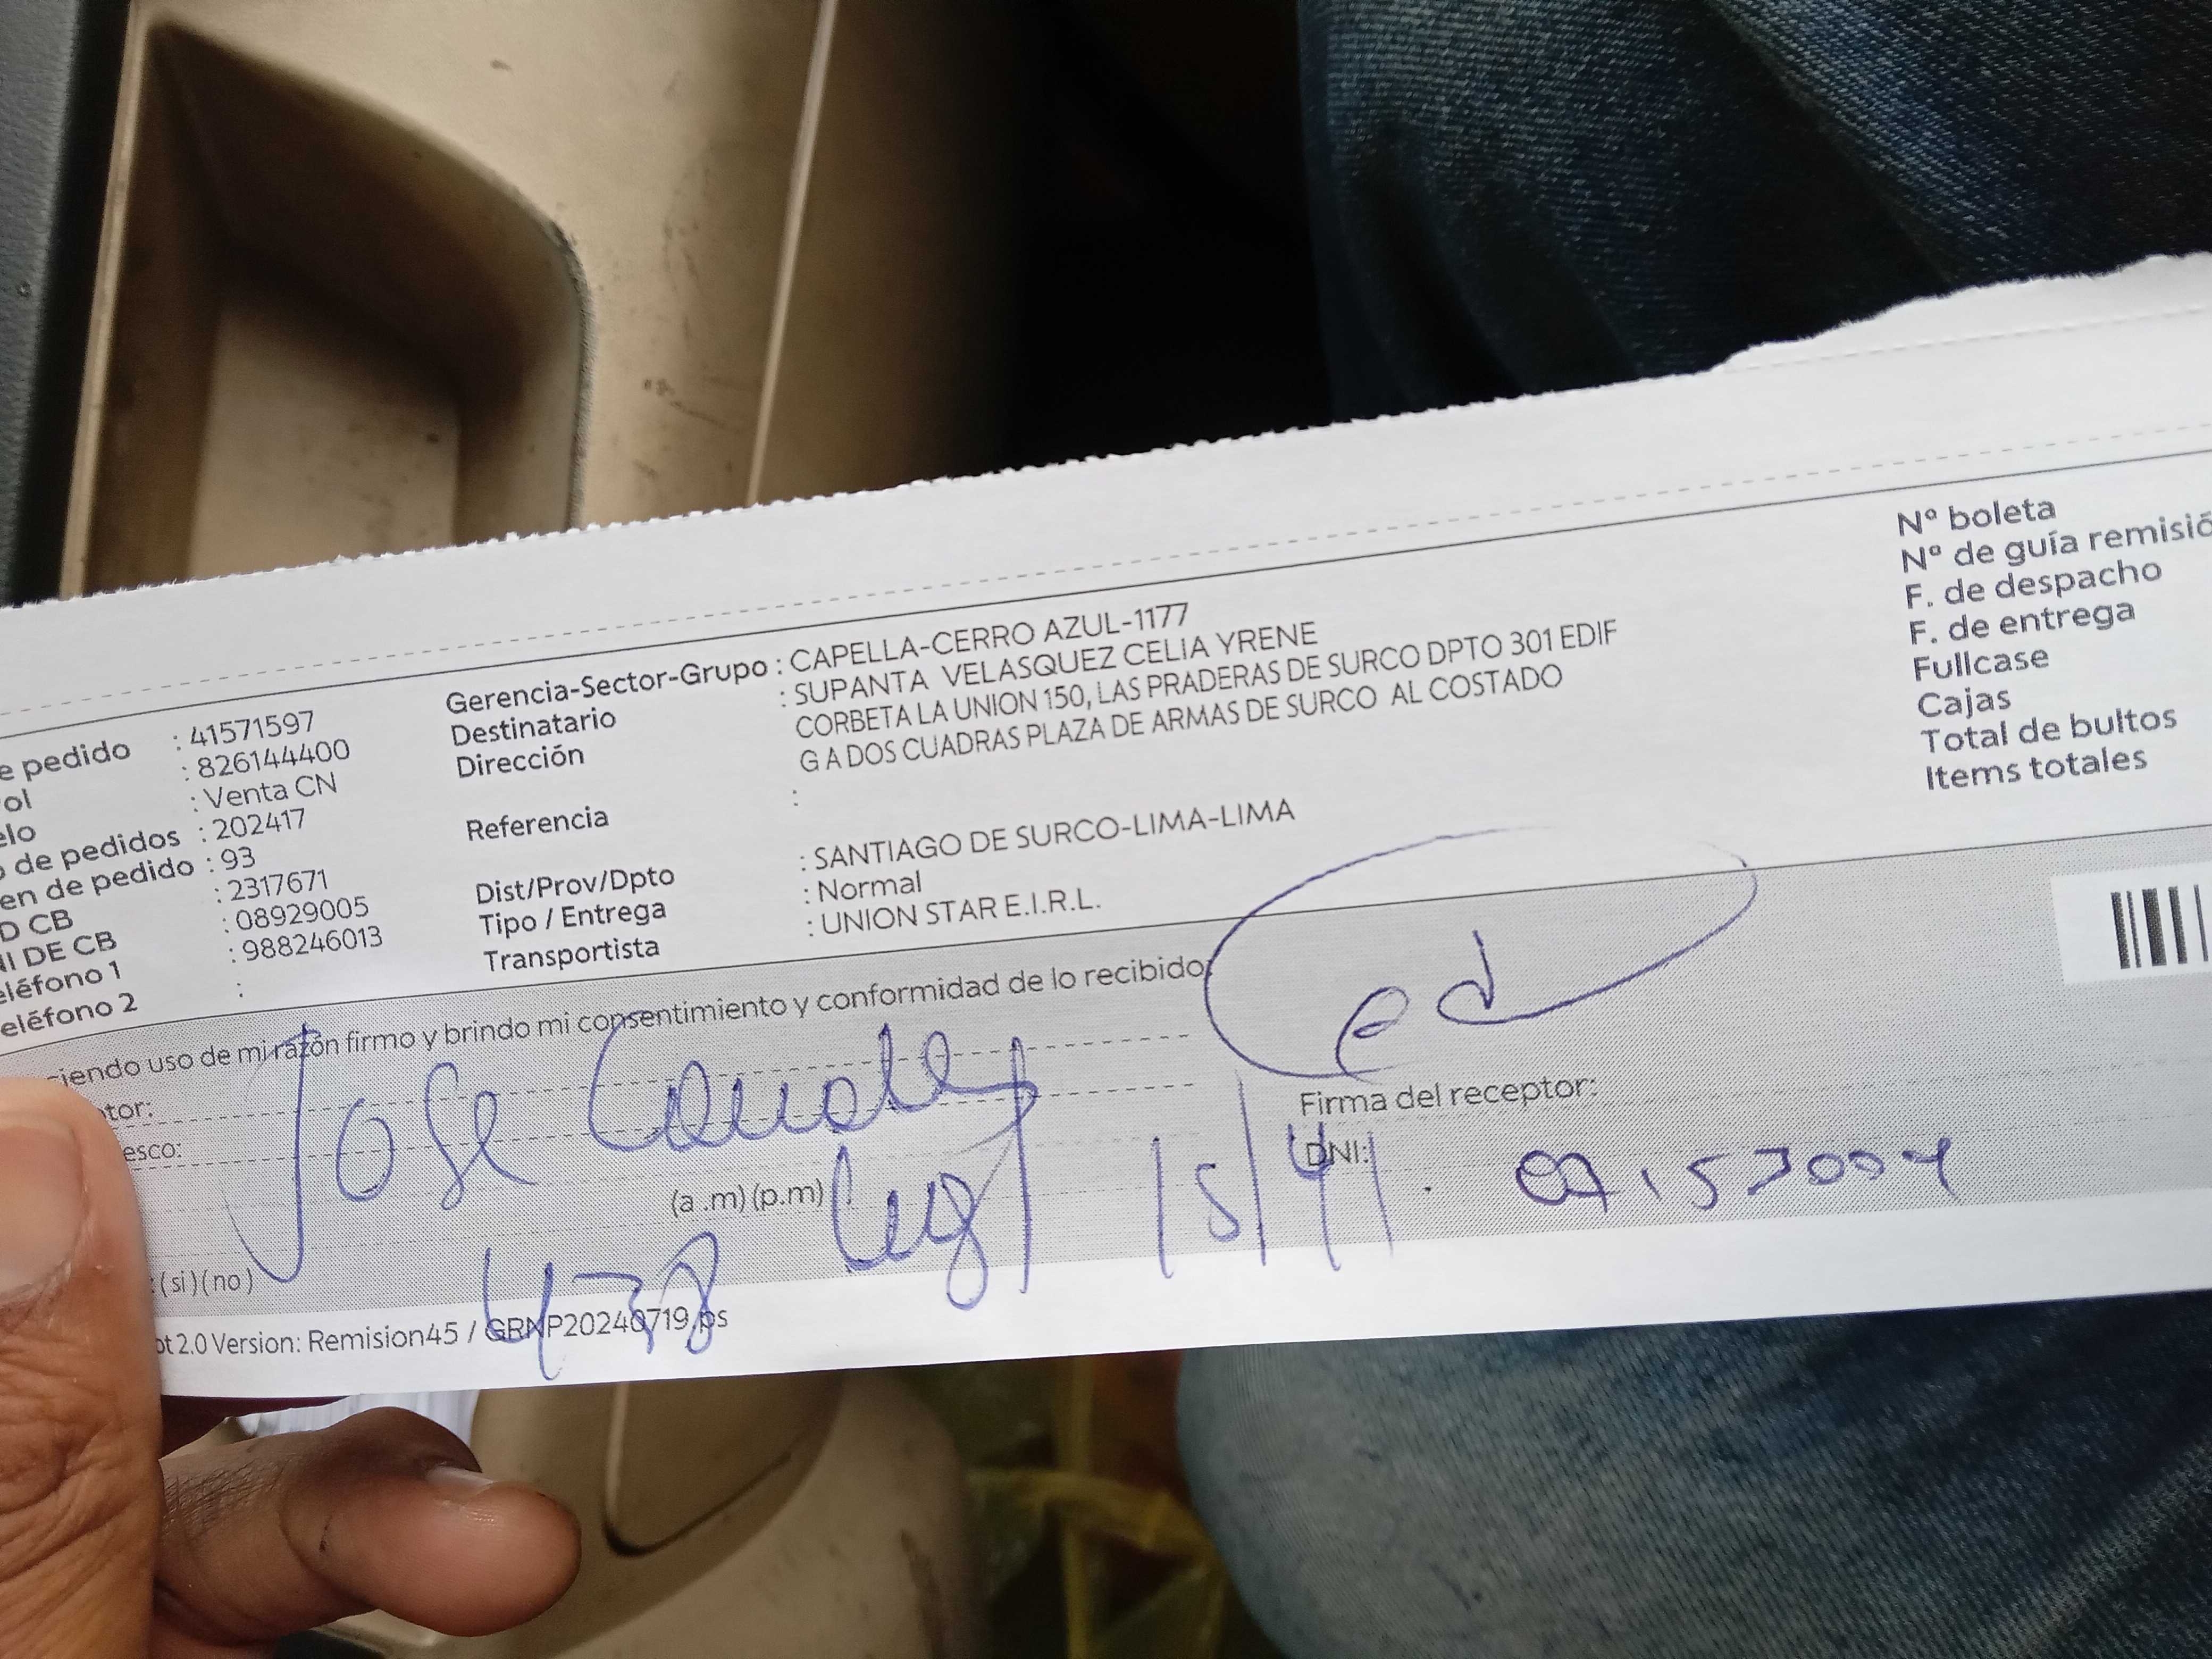 e pedido : 41571597
ol : 826144400
elo : Venta CN
de pedidos : 202417
en de pedido : 93
D CB : 2317671
NI DE CB : 08929005
eléfono 1 : 988246013
eléfono 2 :
Gerencia-Sector-Grupo : CAPELLA-CERRO AZUL-1177
Destinatario : SUPANTA VELASQUEZ CELIA YRENE
Dirección CORBETA LA UNION 150, LAS PRADERAS DE SURCO DPTO 301 EDIF
G A DOS CUADRAS PLAZA DE ARMAS DE SURCO AL COSTADO
Referencia :
Dist/Prov/Dpto : SANTIAGO DE SURCO-LIMA-LIMA
Tipo / Entrega : Normal
Transportista : UNION STAR E.I.R.L.
Nº boleta
Nº de guía remisió
F. de despacho
F. de entrega
Fullcase
Cajas
Total de bultos
Items totales
ciendo uso de mi razón firmo y brindo mi consentimiento y conformidad de lo recibido
tor: Jose
esco:
(a .m) (p.m)
: (si) (no)
Firma del receptor:
DNI:
pt 2.0 Version: Remision45 / GRNP20240719.ps